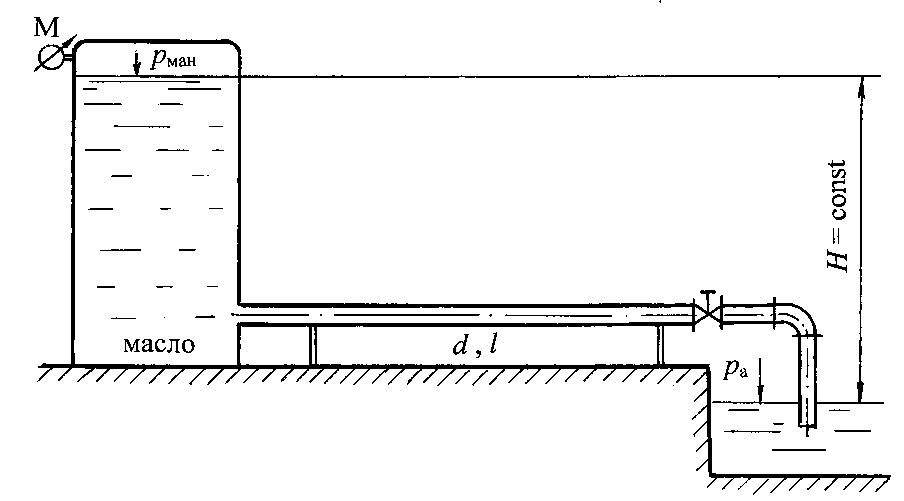 М
pман
H = const
масло
d , l
pа